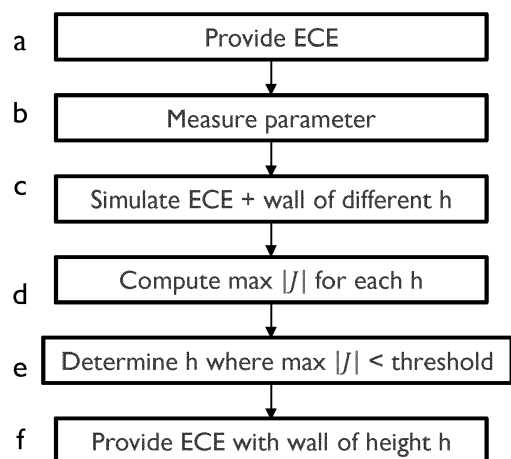 a Provide ECE
b Measure parameter
c Simulate ECE + wall of different h
d Compute max |J| for each h
e Determine h where max |J| < threshold
f Provide ECE with wall of height h